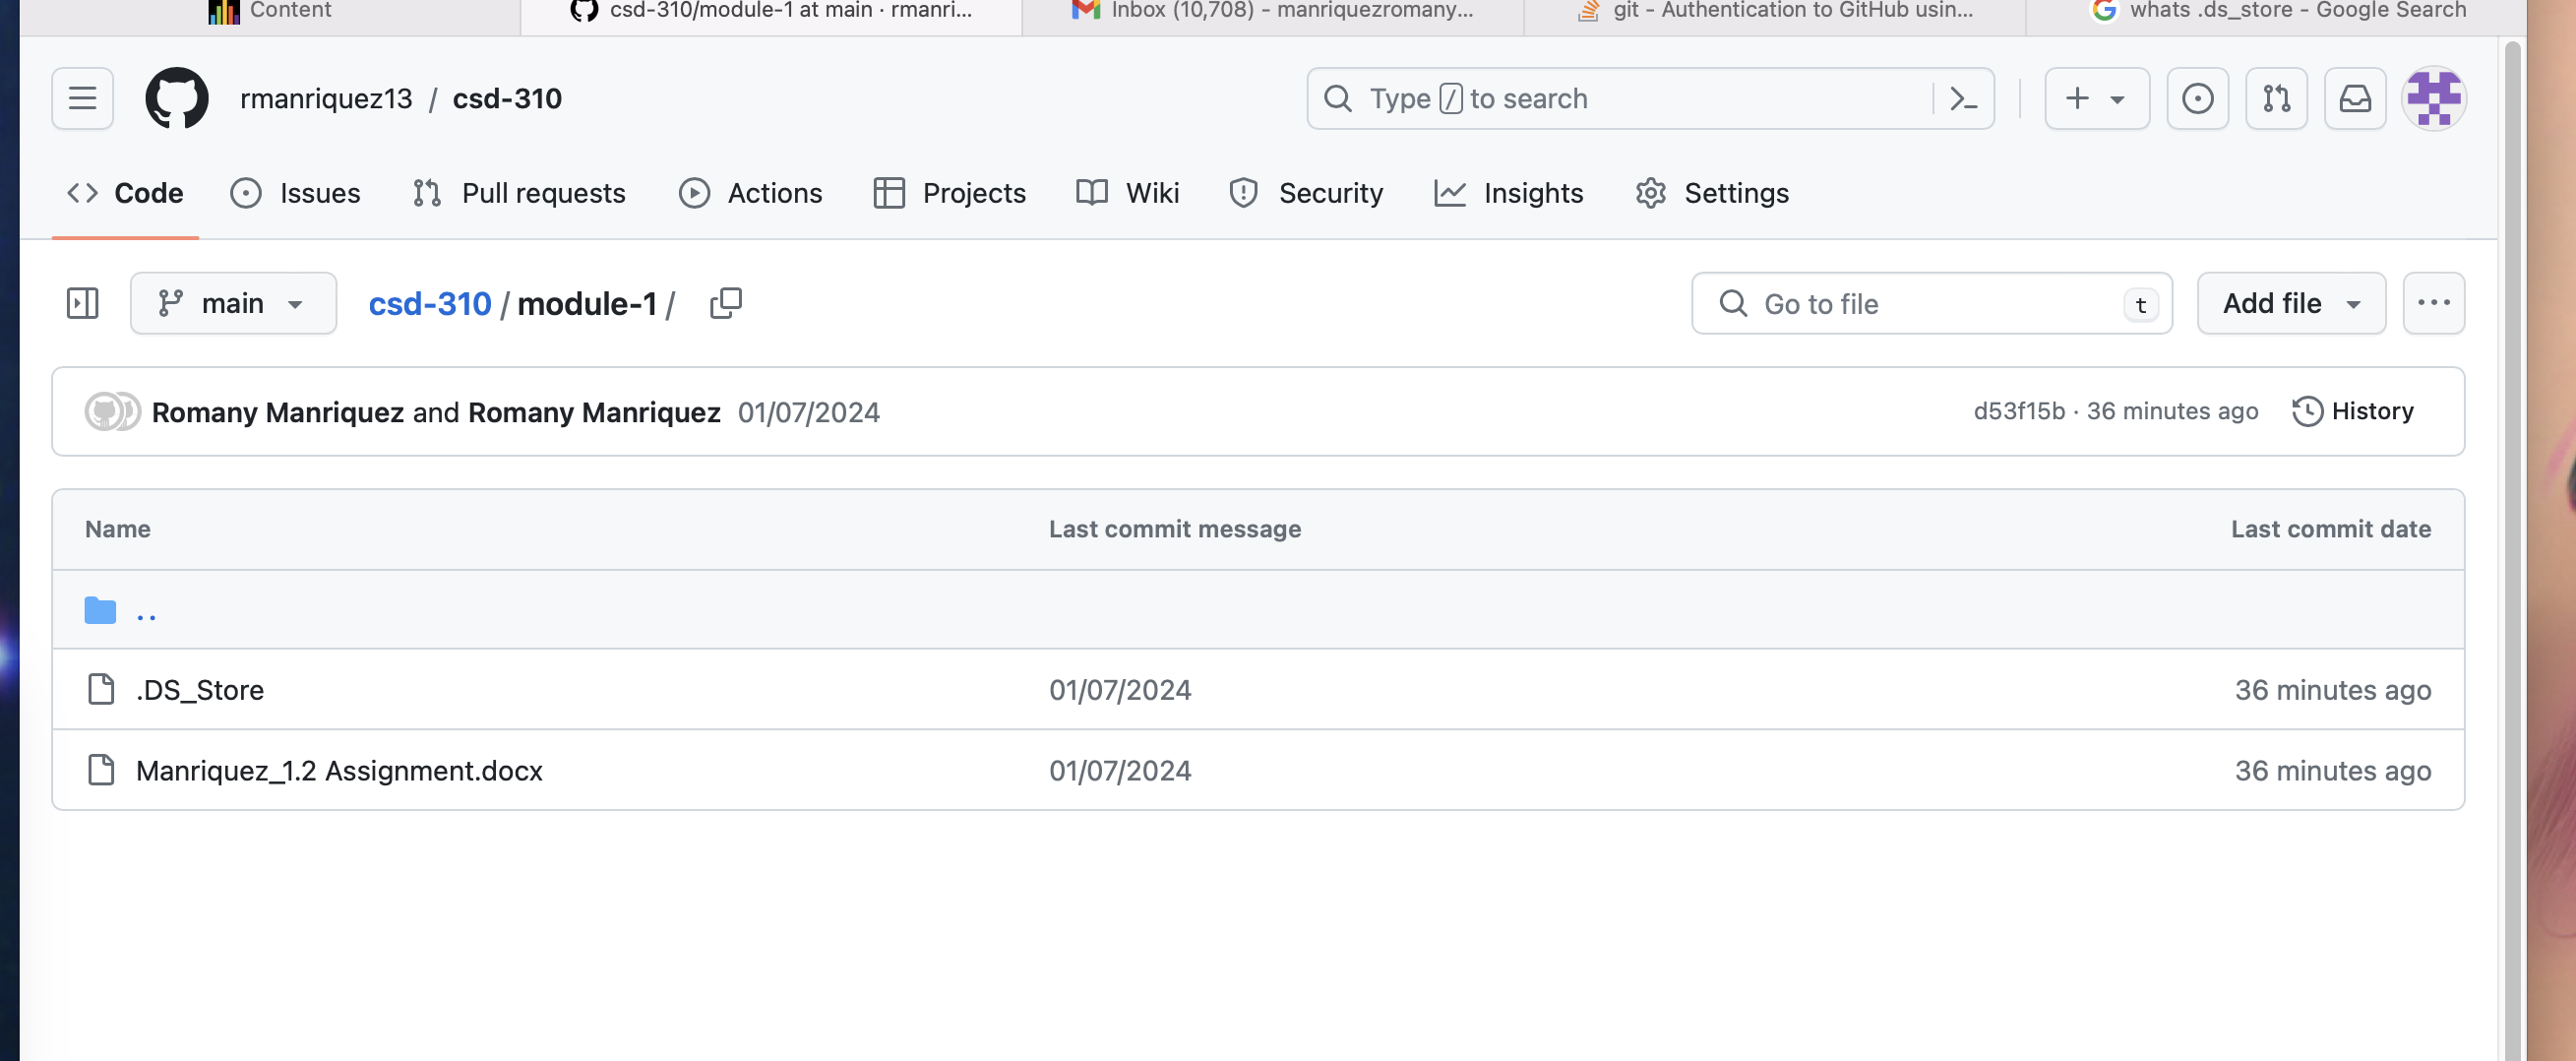 Content
csd-310/module-1 at main · rmanri...
Inbox (10,708) - manriquezromany...
git - Authentication to GitHub usin...
whats .ds_store - Google Search
rmanriquez13 / csd-310
Type / to search
Code
Issues
Pull requests
Actions
Projects
Wiki
Security
Insights
Settings
main
csd-310 / module-1 /
Go to file
t
Add file
Romany Manriquez and Romany Manriquez 01/07/2024
d53f15b · 36 minutes ago
History
Name Last commit message Last commit date
..
.DS_Store 01/07/2024 36 minutes ago
Manriquez_1.2 Assignment.docx 01/07/2024 36 minutes ago